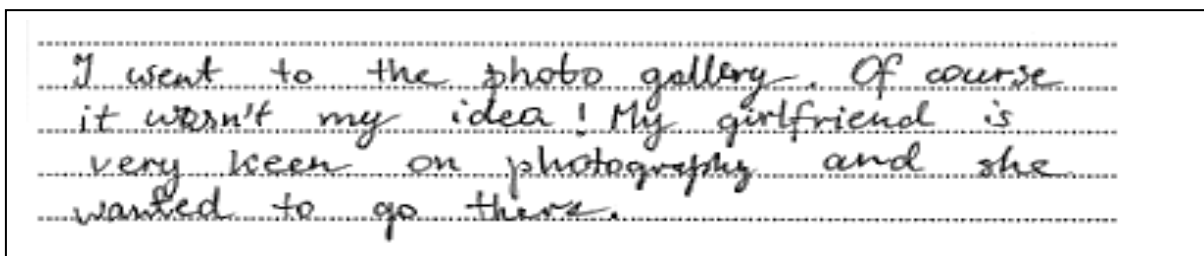 I went to the photo gallery. Of course
it wasn't my idea! My girlfriend is
very keen on photography and she
wanted to go there.